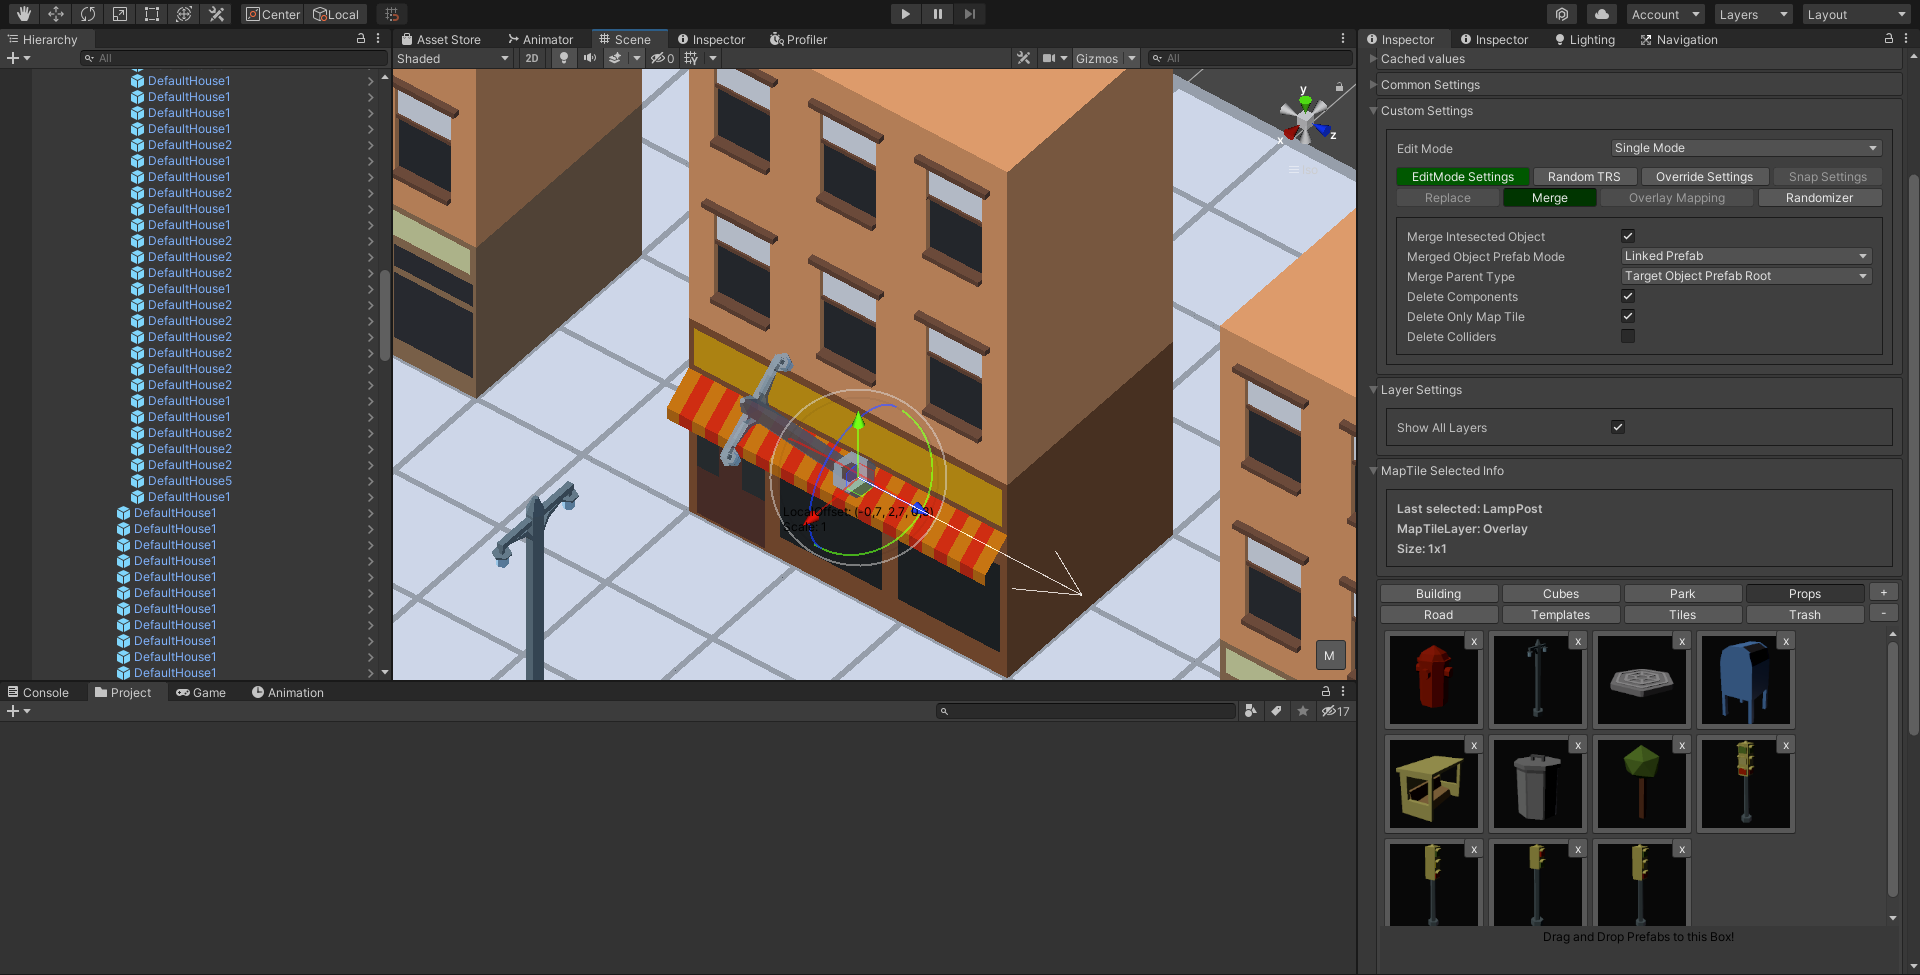 Center
Local
Account
Layers
Layout
Hierarchy
Asset Store
Animator
Scene
Inspector
Profiler
Inspector
Inspector
Lighting
Navigation
All
Shaded
2D
0
Gizmos
All
DefaultHouse1
DefaultHouse1
DefaultHouse1
DefaultHouse1
DefaultHouse2
DefaultHouse1
DefaultHouse1
DefaultHouse2
DefaultHouse1
DefaultHouse1
DefaultHouse2
DefaultHouse2
DefaultHouse2
DefaultHouse1
DefaultHouse2
DefaultHouse2
DefaultHouse2
DefaultHouse2
DefaultHouse2
DefaultHouse2
DefaultHouse1
DefaultHouse1
DefaultHouse2
DefaultHouse2
DefaultHouse2
DefaultHouse5
DefaultHouse1
DefaultHouse1
DefaultHouse1
DefaultHouse1
DefaultHouse1
DefaultHouse1
DefaultHouse1
DefaultHouse1
DefaultHouse1
DefaultHouse1
DefaultHouse1
DefaultHouse1
y
x
z
LocalOffset: (-0,7, 2,7, 0,3)
Scale: 1
M
Cached values
Common Settings
Custom Settings
Edit Mode
Single Mode
EditMode Settings
Random TRS
Override Settings
Snap Settings
Replace
Merge
Overlay Mapping
Randomizer
Merge Intesected Object
Merged Object Prefab Mode
Linked Prefab
Merge Parent Type
Target Object Prefab Root
Delete Components
Delete Only Map Tile
Delete Colliders
Layer Settings
Show All Layers
MapTile Selected Info
Last selected: LampPost
MapTileLayer: Overlay
Size: 1x1
Building
Cubes
Park
Props
+
Road
Templates
Tiles
Trash
-
x
x
x
x
x
x
x
x
x
x
x
Drag and Drop Prefabs to this Box!
Console
Project
Game
Animation
17